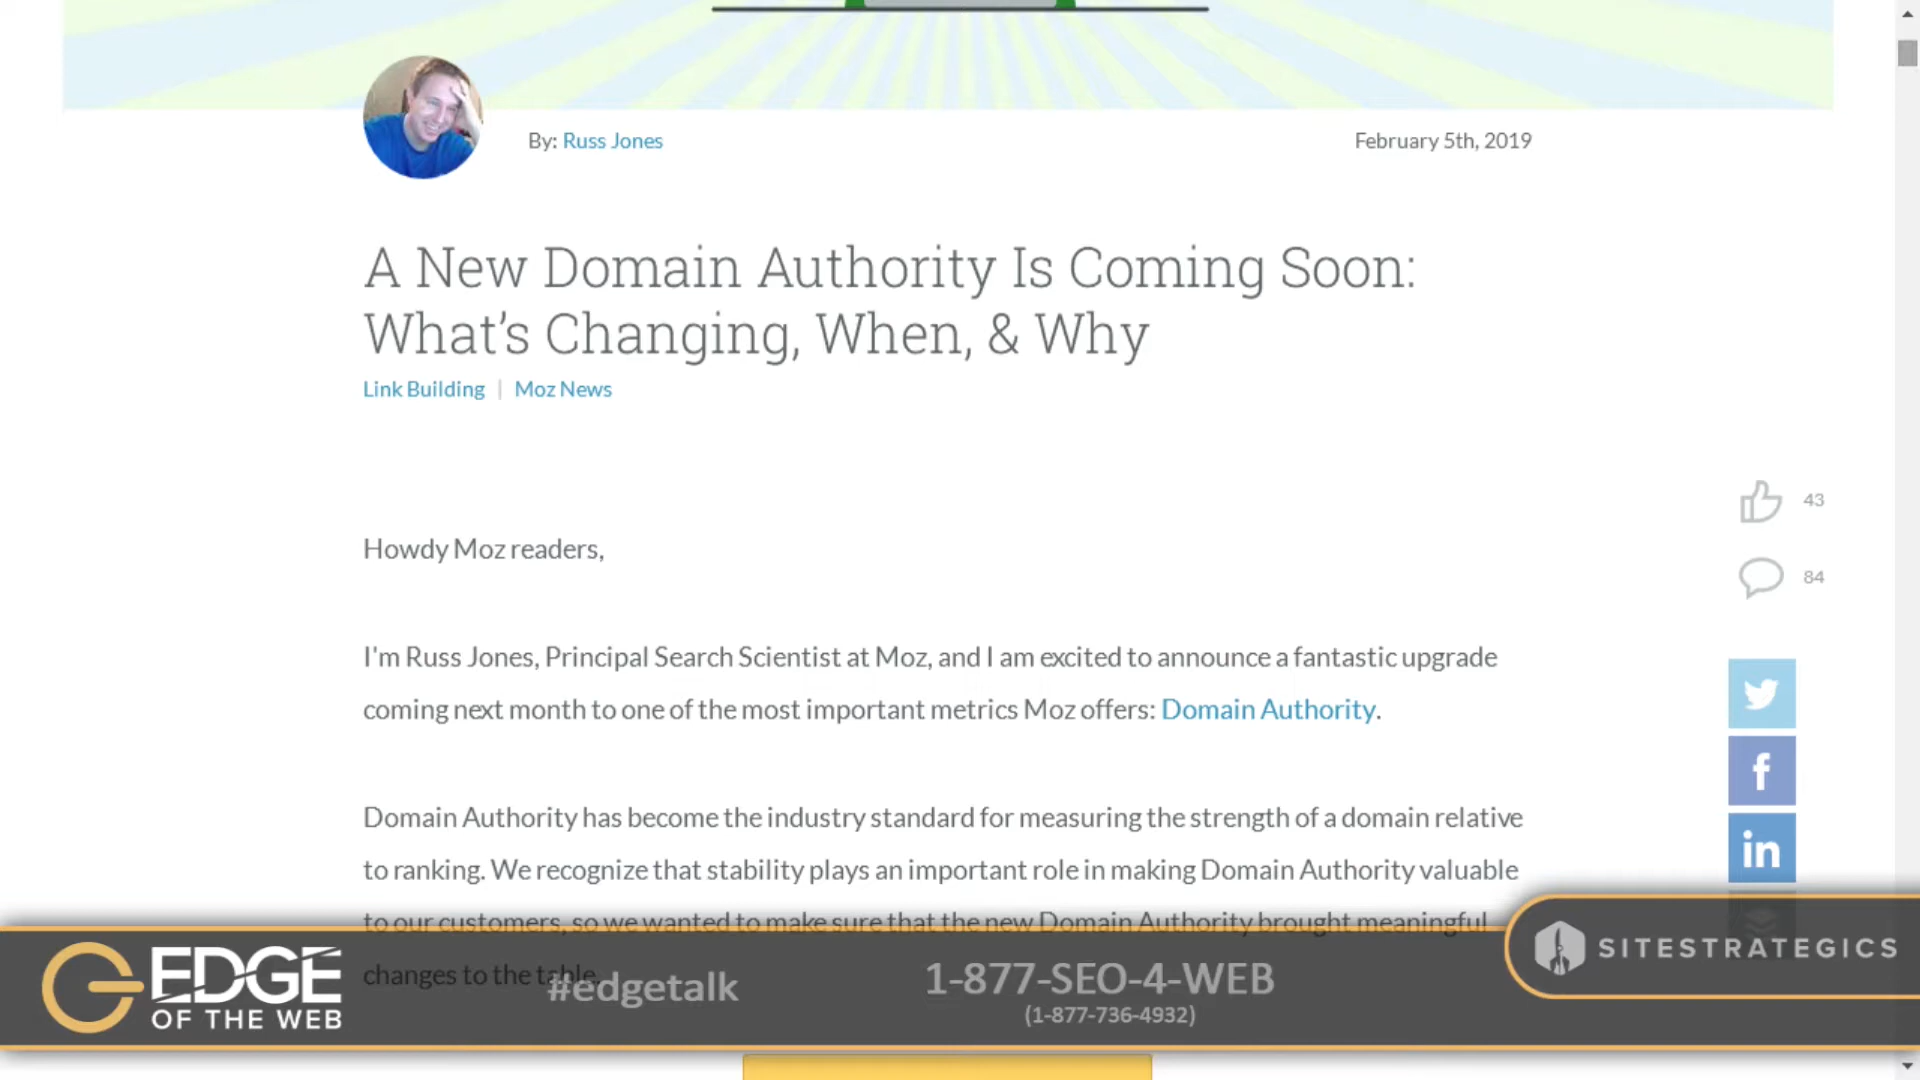 By: Russ Jones
February 5th, 2019
A New Domain Authority Is Coming Soon:
What's Changing, When, & Why
Link Building | Moz News
43
Howdy Moz readers,
84
I'm Russ Jones, Principal Search Scientist at Moz, and I am excited to announce a fantastic upgrade
coming next month to one of the most important metrics Moz offers: Domain Authority.
Domain Authority has become the industry standard for measuring the strength of a domain relative
to ranking. We recognize that stability plays an important role in making Domain Authority valuable
to our customers, so we wanted to make sure that the new Domain Authority brought meaningful
changes to the table.
EDGE
OF THE WEB
#edgetalk
1-877-SEO-4-WEB
(1-877-736-4932)
SITESTRATEGICS